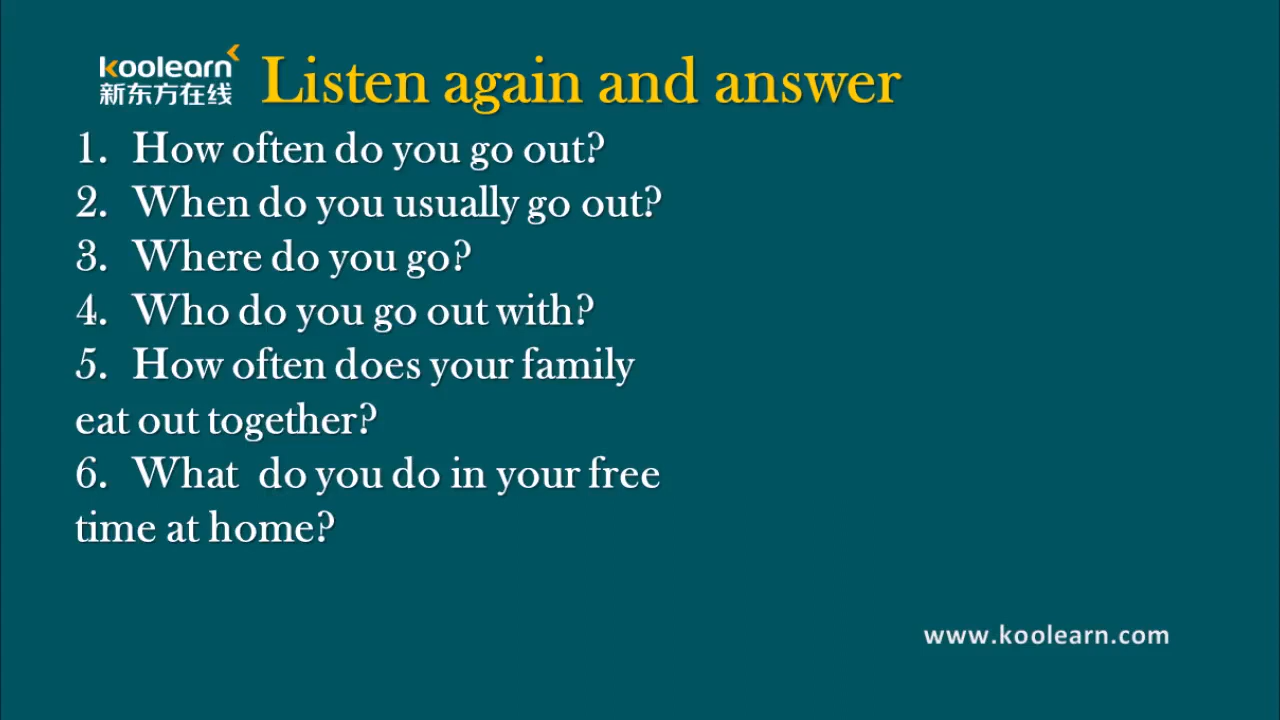 koolearn
新东方在线
Listen again and answer
1. How often do you go out?
2. When do you usually go out?
3. Where do you go?
4. Who do you go out with?
5. How often does your family
eat out together?
6. What do you do in your free
time at home?
www.koolearn.com